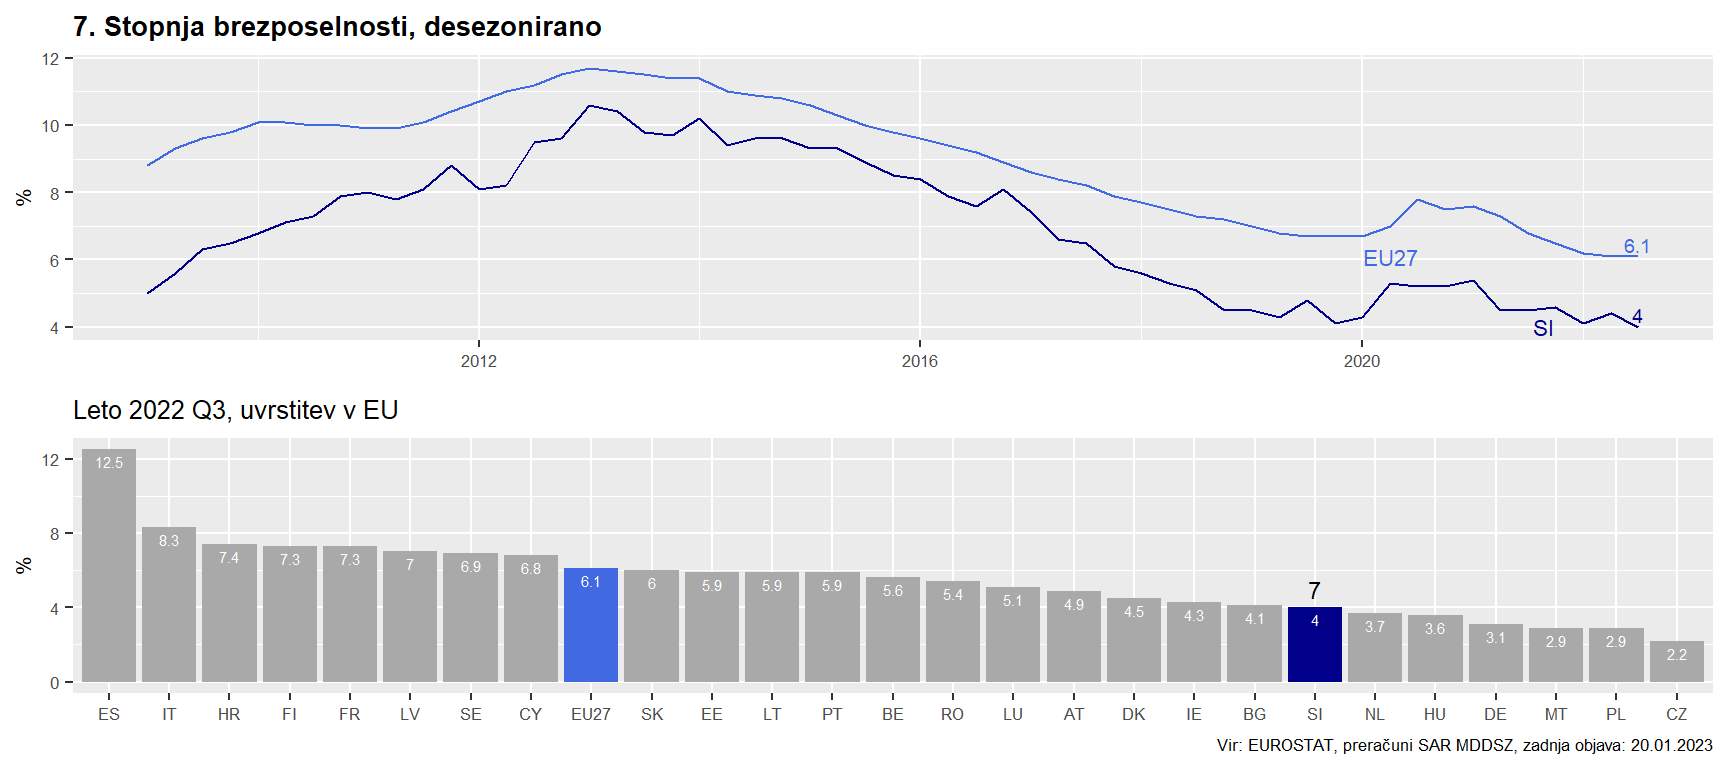 7. Stopnja brezposelnosti, desezonirano
12
10
8
6
4
%
EU27
6.1
SI
4
2012 2016 2020
Leto 2022 Q3, uvrstitev v EU
12
8
4
0
%
12.5 8.3 7.4 7.3 7.3 7 6.9 6.8 6.1 6 5.9 5.9 5.9 5.6 5.4 5.1 4.9 4.5 4.3 4.1 4 3.7 3.6 3.1 2.9 2.9 2.2
7
ES IT HR FI FR LV SE CY EU27 SK EE LT PT BE RO LU AT DK IE BG SI NL HU DE MT PL CZ
Vir: EUROSTAT, preračuni SAR MDDSZ, zadnja objava: 20.01.2023